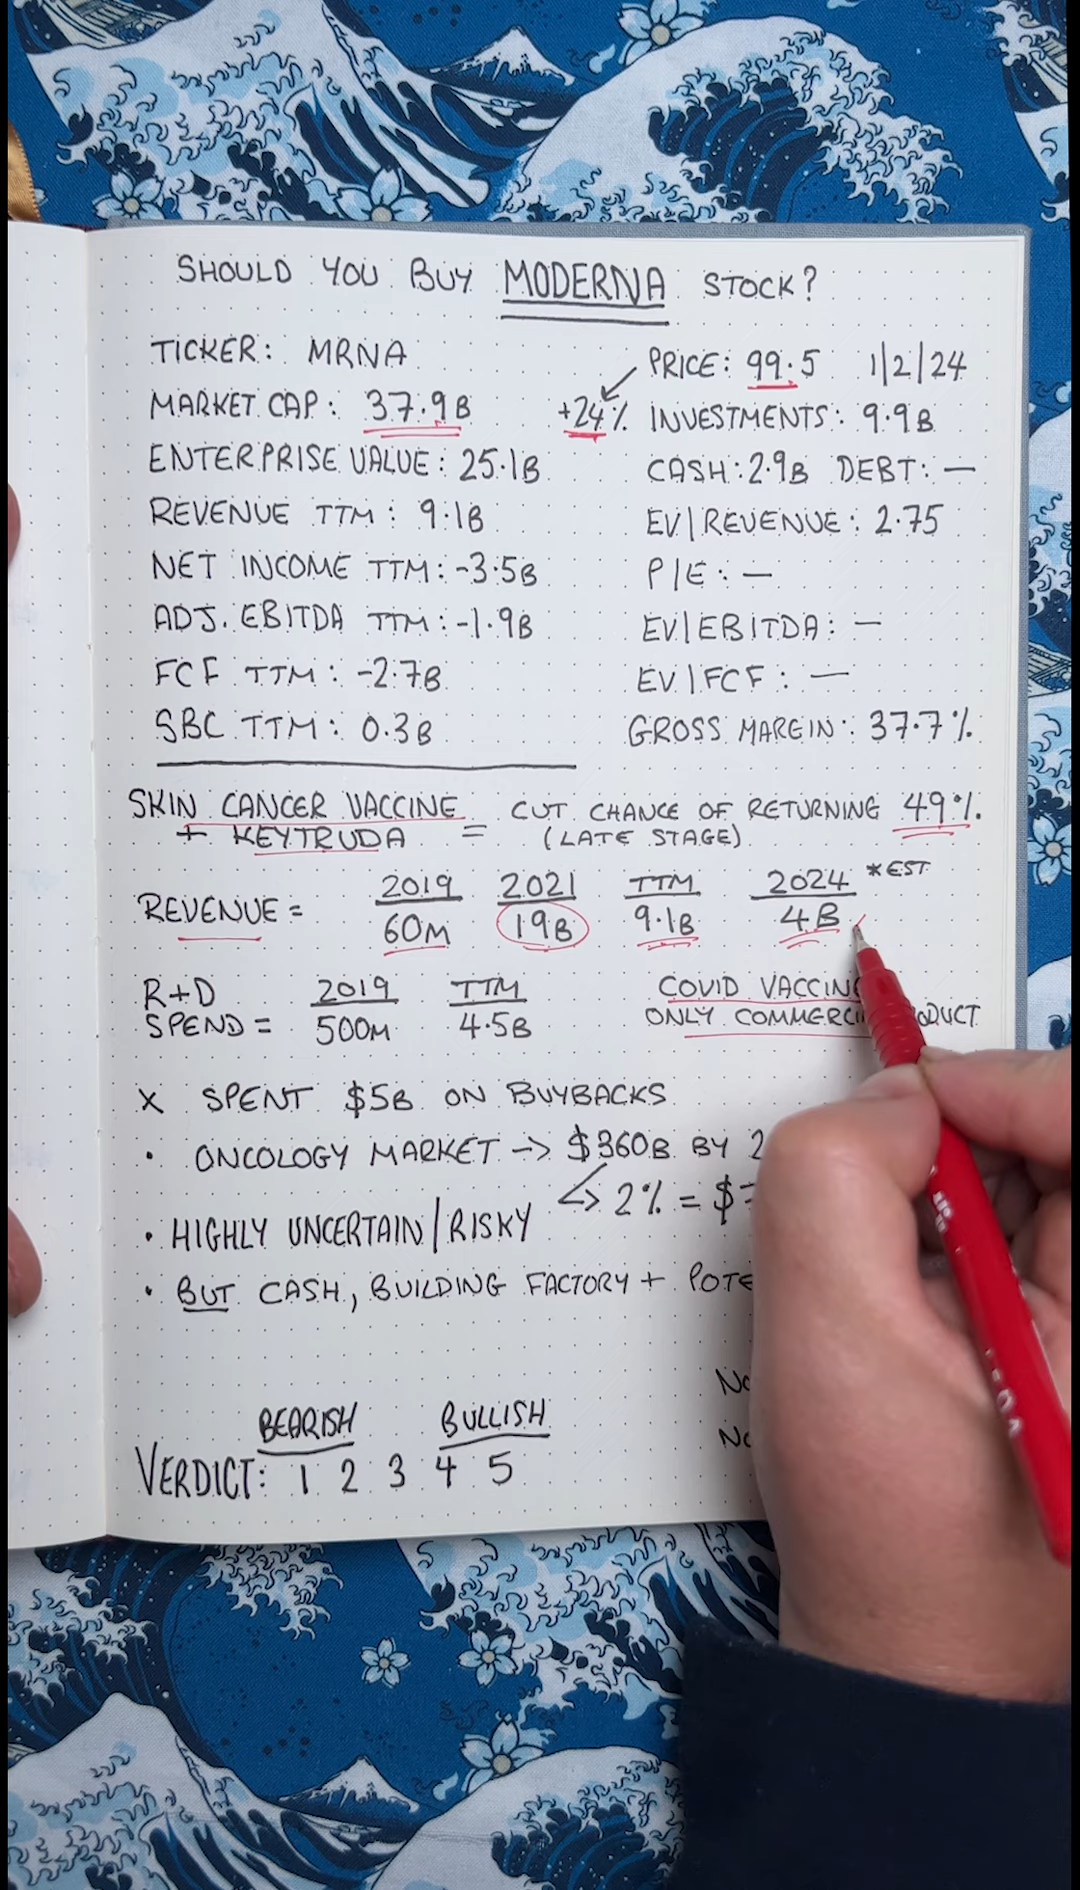 SHOULD YOU BUY MODERNA STOCK?
TICKER: MRNA
PRICE: 99.5 1/2/24
MARKET CAP: 37.9B
+24% INVESTMENTS: 9.9B
ENTERPRISE VALUE: 25.1B
CASH: 2.9B DEBT: —
REVENUE TTM: 9.1B
EV/REVENUE: 2.75
NET INCOME TTM: -3.5B
P/E: —
ADJ. EBITDA TTM: -1.9B
EV/EBITDA: —
FCF TTM: -2.7B
EV/FCF: —
SBC TTM: 0.3B
GROSS MARGIN: 37.7%
SKIN CANCER VACCINE + KEYTRUDA = CUT CHANCE OF RETURNING 49%
(LATE STAGE)
2019 2021 TTM 2024 *EST
REVENUE = 60M 19B 9.1B 4B
R+D 2019 TTM
SPEND = 500M 4.5B
COVID VACCINE
ONLY COMMERCI ODUCT
X SPENT $5B ON BUYBACKS
• ONCOLOGY MARKET -> $360B BY 2
↳ 2% = $
• HIGHLY UNCERTAIN/RISKY
• BUT CASH, BUILDING FACTORY + POTE
BEARISH BULLISH
VERDICT: 1 2 3 4 5